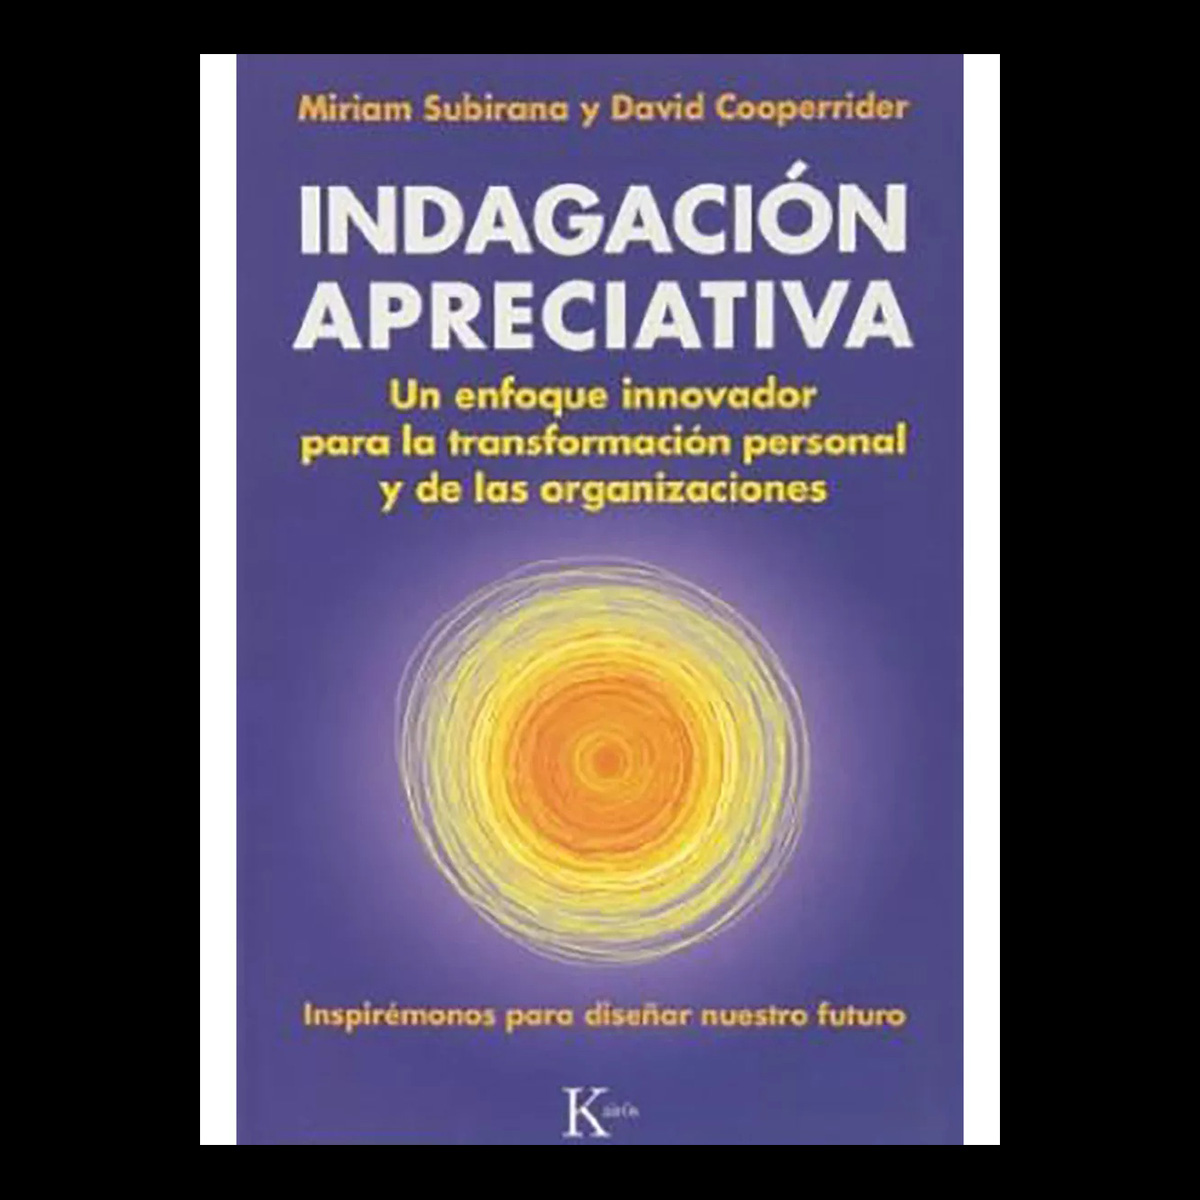 Miriam Subirana y David Cooperrider
INDAGACIÓN
APRECIATIVA
Un enfoque innovador
para la transformación personal
y de las organizaciones
Inspirémonos para diseñar nuestro futuro
Kairós